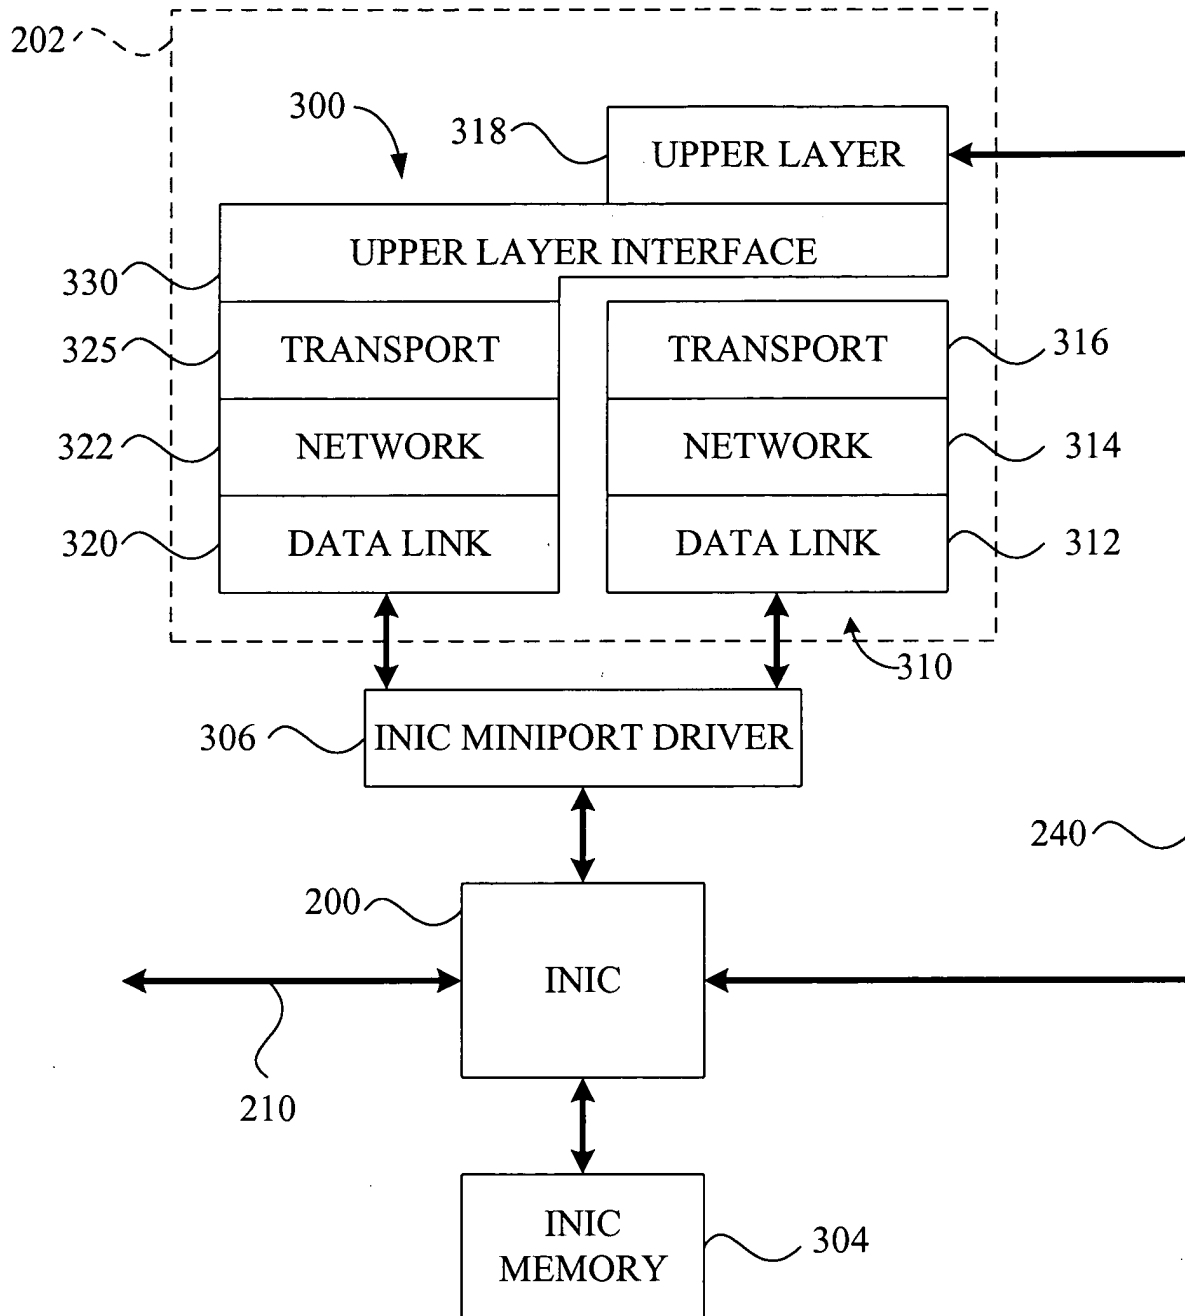 202
300
318
UPPER LAYER
UPPER LAYER INTERFACE
330
325
TRANSPORT
TRANSPORT
316
322
NETWORK
NETWORK
314
320
DATA LINK
DATA LINK
312
310
306
INIC MINIPORT DRIVER
240
200
INIC
210
INIC
MEMORY
304